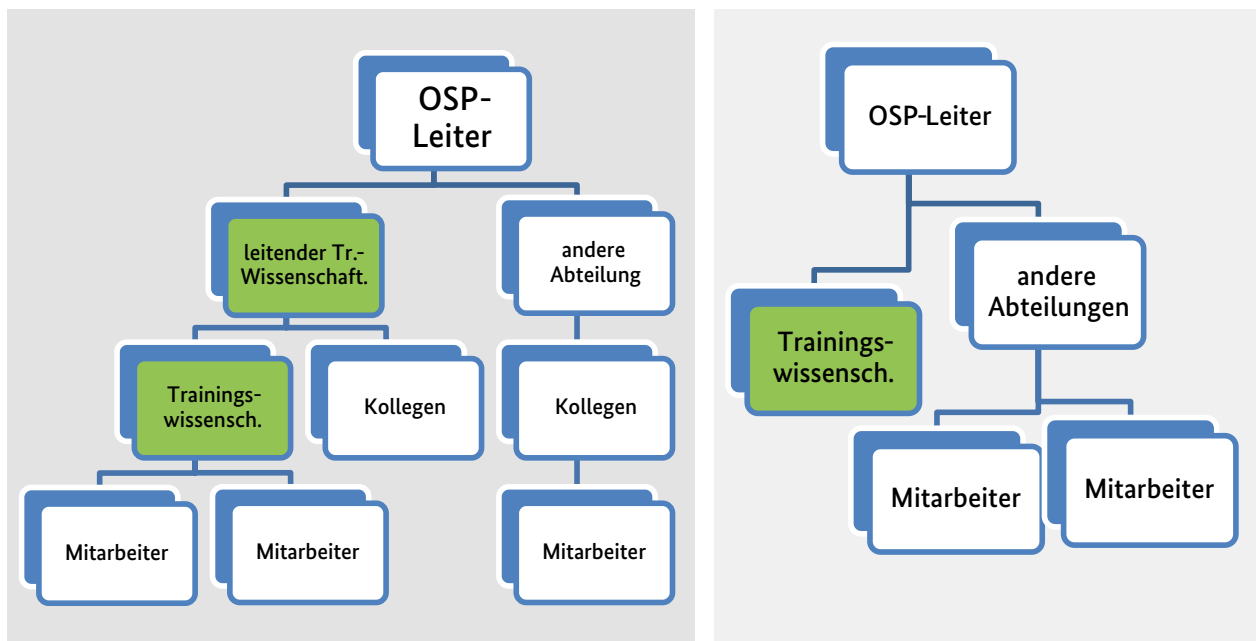 OSP-
Leiter
leitender Tr.-
Wissenschaft.
andere
Abteilung
Trainings-
wissensch.
Kollegen
Kollegen
Mitarbeiter
Mitarbeiter
Mitarbeiter
OSP-Leiter
andere
Abteilungen
Trainings-
wissensch.
Mitarbeiter
Mitarbeiter